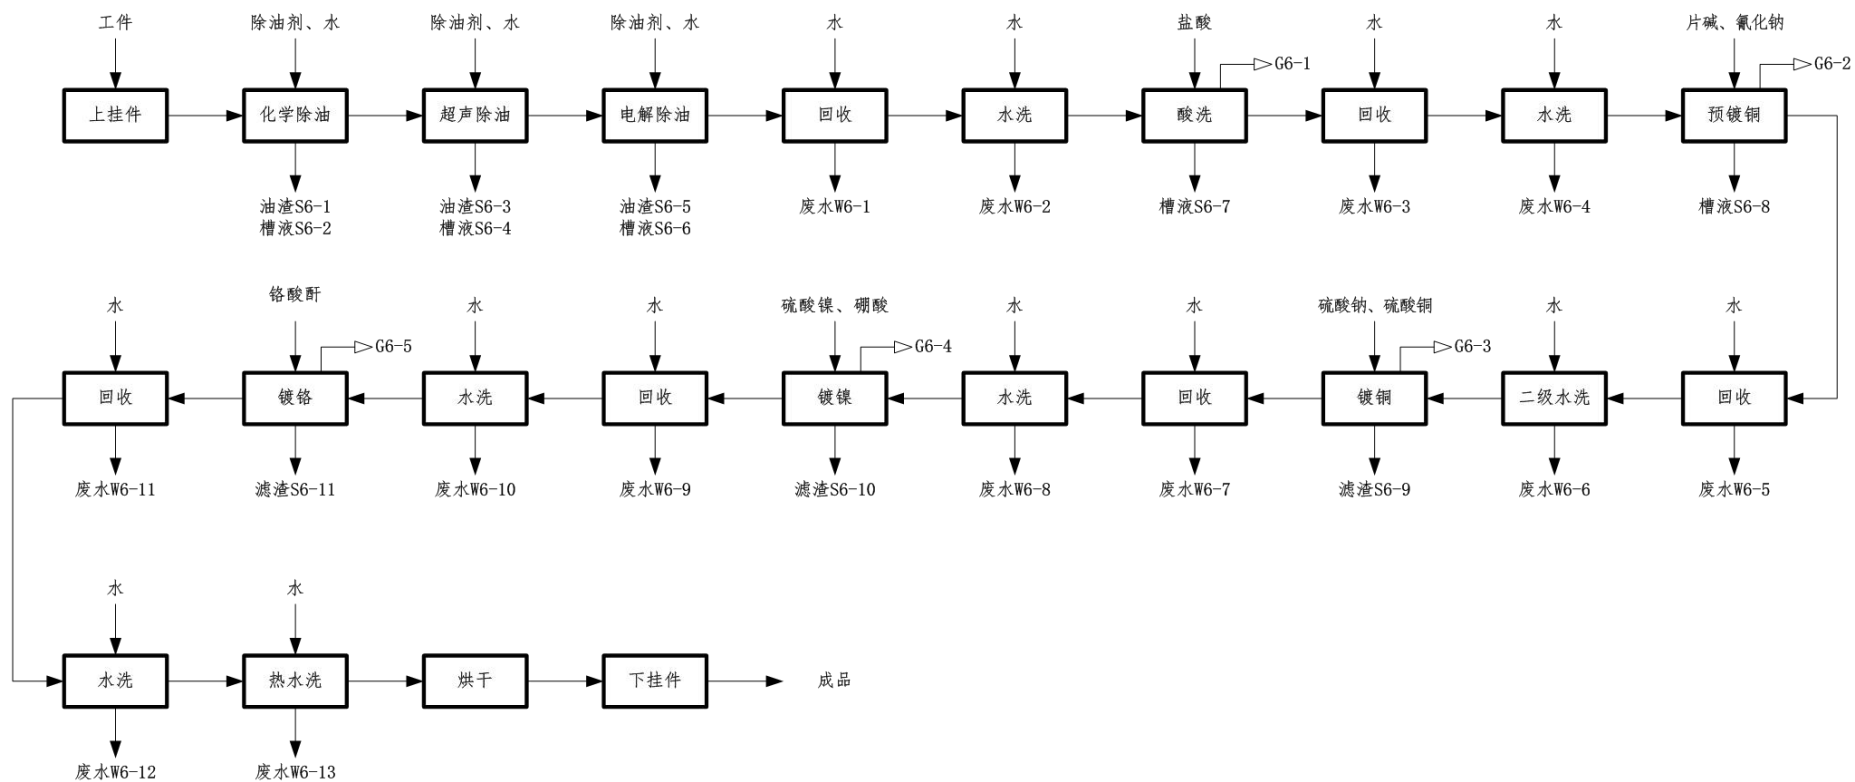 工件
除油剂、水
除油剂、水
除油剂、水
水
水
盐酸
水
水
片碱、氰化钠
G6-1
G6-2
上挂件
化学除油
超声除油
电解除油
回收
水洗
酸洗
回收
水洗
预镀铜
油渣S6-1
槽液S6-2
油渣S6-3
槽液S6-4
油渣S6-5
槽液S6-6
废水W6-1
废水W6-2
槽液S6-7
废水W6-3
废水W6-4
槽液S6-8
水
铬酸酐
水
水
硫酸镍、硼酸
水
水
硫酸钠、硫酸铜
水
水
G6-5
G6-4
G6-3
回收
镀铬
水洗
回收
镀镍
水洗
回收
镀铜
二级水洗
回收
废水W6-11
滤渣S6-11
废水W6-10
废水W6-9
滤渣S6-10
废水W6-8
废水W6-7
滤渣S6-9
废水W6-6
废水W6-5
水
水
水洗
热水洗
烘干
下挂件
成品
废水W6-12
废水W6-13